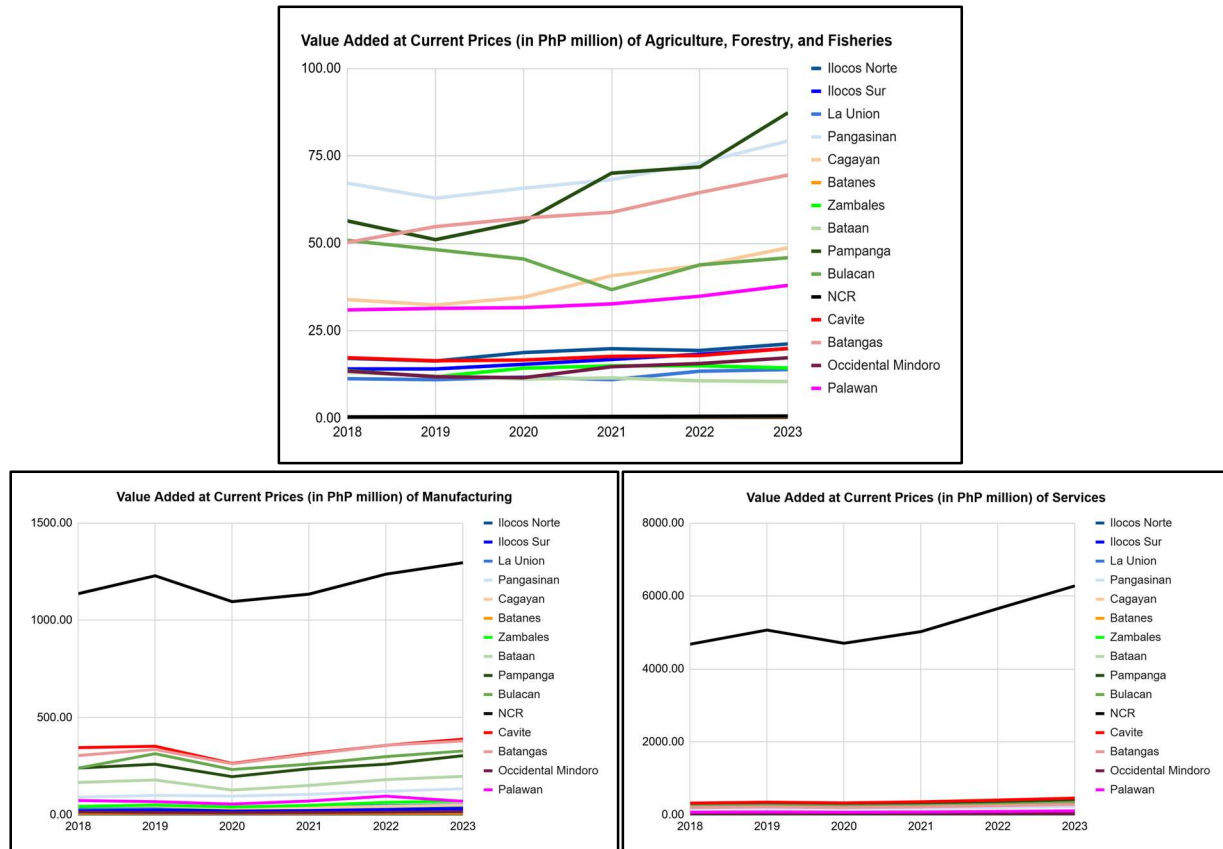 Value Added at Current Prices (in PhP million) of Agriculture, Forestry, and Fisheries
100.00
75.00
50.00
25.00
0.00
2018 2019 2020 2021 2022 2023
Ilocos Norte
Ilocos Sur
La Union
Pangasinan
Cagayan
Batanes
Zambales
Bataan
Pampanga
Bulacan
NCR
Cavite
Batangas
Occidental Mindoro
Palawan
Value Added at Current Prices (in PhP million) of Manufacturing
1500.00
1000.00
500.00
0.00
2018 2019 2020 2021 2022 2023
Ilocos Norte
Ilocos Sur
La Union
Pangasinan
Cagayan
Batanes
Zambales
Bataan
Pampanga
Bulacan
NCR
Cavite
Batangas
Occidental Mindoro
Palawan
Value Added at Current Prices (in PhP million) of Services
8000.00
6000.00
4000.00
2000.00
0.00
2018 2019 2020 2021 2022 2023
Ilocos Norte
Ilocos Sur
La Union
Pangasinan
Cagayan
Batanes
Zambales
Bataan
Pampanga
Bulacan
NCR
Cavite
Batangas
Occidental Mindoro
Palawan